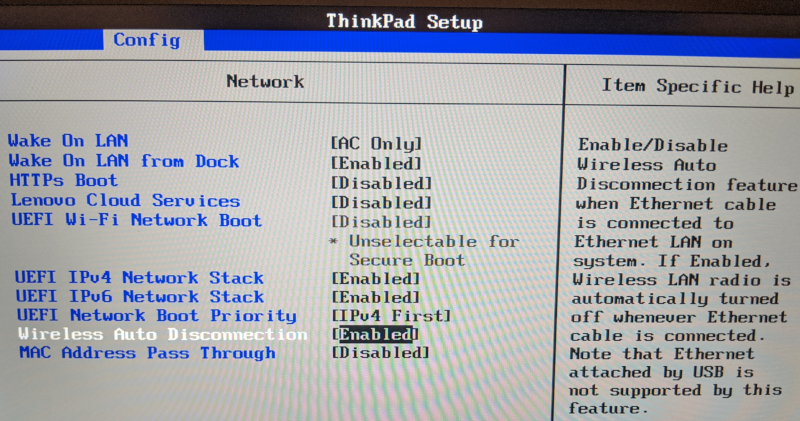 ThinkPad Setup
Config
Network
Item Specific Help
Wake On LAN [AC Only]
Wake On LAN from Dock [Enabled]
HTTPs Boot [Disabled]
Lenovo Cloud Services [Disabled]
UEFI Wi-Fi Network Boot [Disabled]
* Unselectable for
Secure Boot
UEFI IPv4 Network Stack [Enabled]
UEFI IPv6 Network Stack [Enabled]
UEFI Network Boot Priority [IPv4 First]
Wireless Auto Disconnection [Enabled]
MAC Address Pass Through [Disabled]
Enable/Disable
Wireless Auto
Disconnection feature
when Ethernet cable
is connected to
Ethernet LAN on
system. If Enabled,
Wireless LAN radio is
automatically turned
off whenever Ethernet
cable is connected.
Note that Ethernet
attached by USB is
not supported by this
feature.